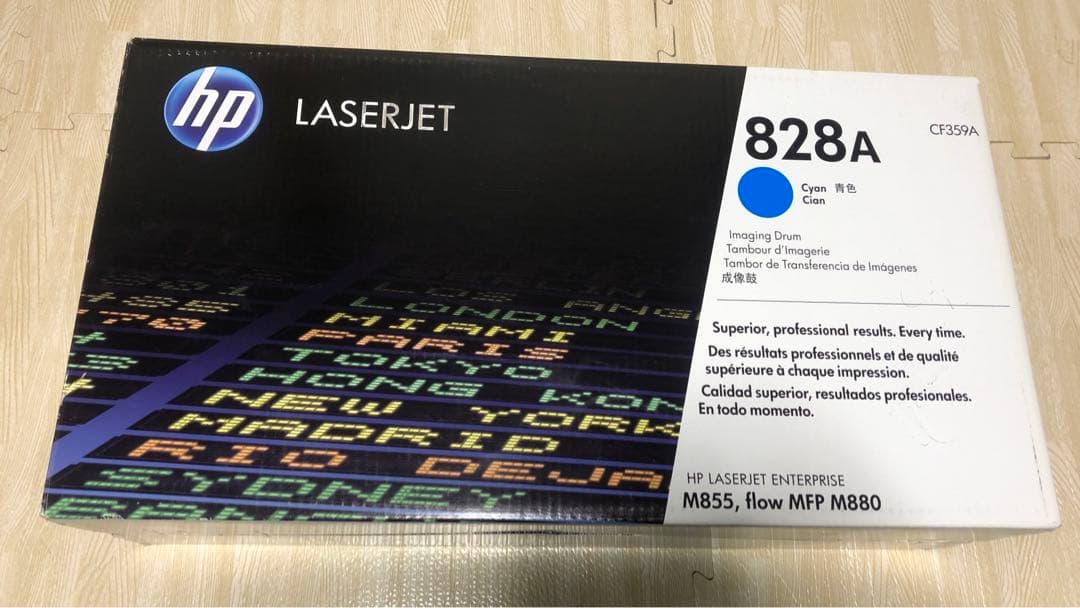 hp
LASERJET
828A
CF359A
Cyan 青色
Cian
Imaging Drum
Tambour d'Imagerie
Tambor de Transferencia de Imágenes
成像鼓
Superior, professional results. Every time.
Des résultats professionnels et de qualité
supérieure à chaque impression.
Calidad superior, resultados profesionales.
En todo momento.
HP LASERJET ENTERPRISE
M855, flow MFP M880
LONDON
MIAMI
PARIS
TOKYO
HONG KON
NEW YORK
MADRID
RIO DEJA
SYDNEY